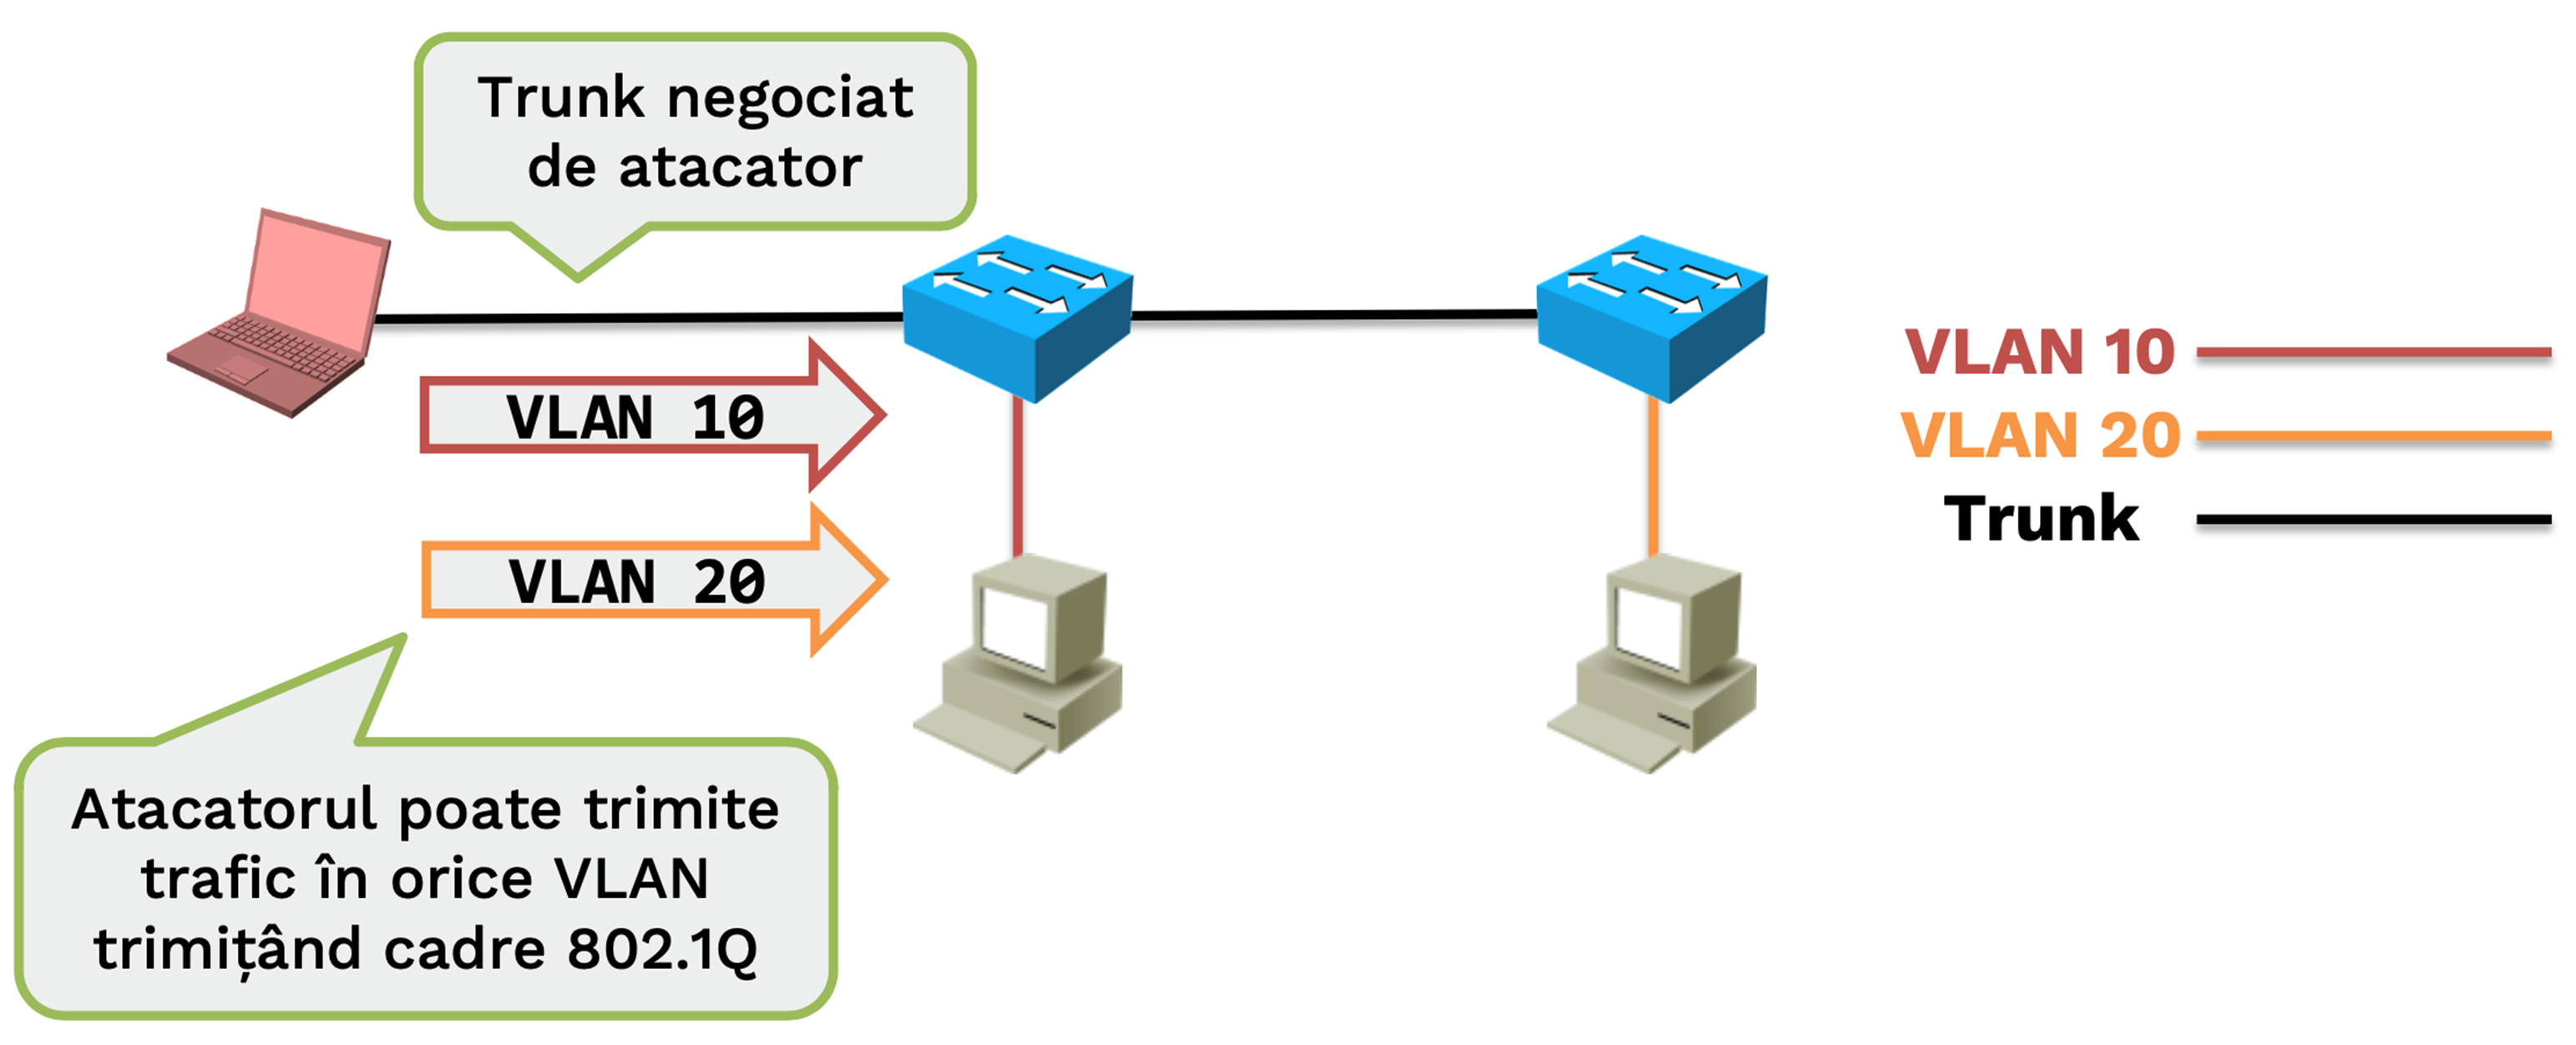 Trunk negociat
de atacator
VLAN 10
VLAN 20
Atacatorul poate trimite
trafic în orice VLAN
trimițând cadre 802.1Q
VLAN 10
VLAN 20
Trunk